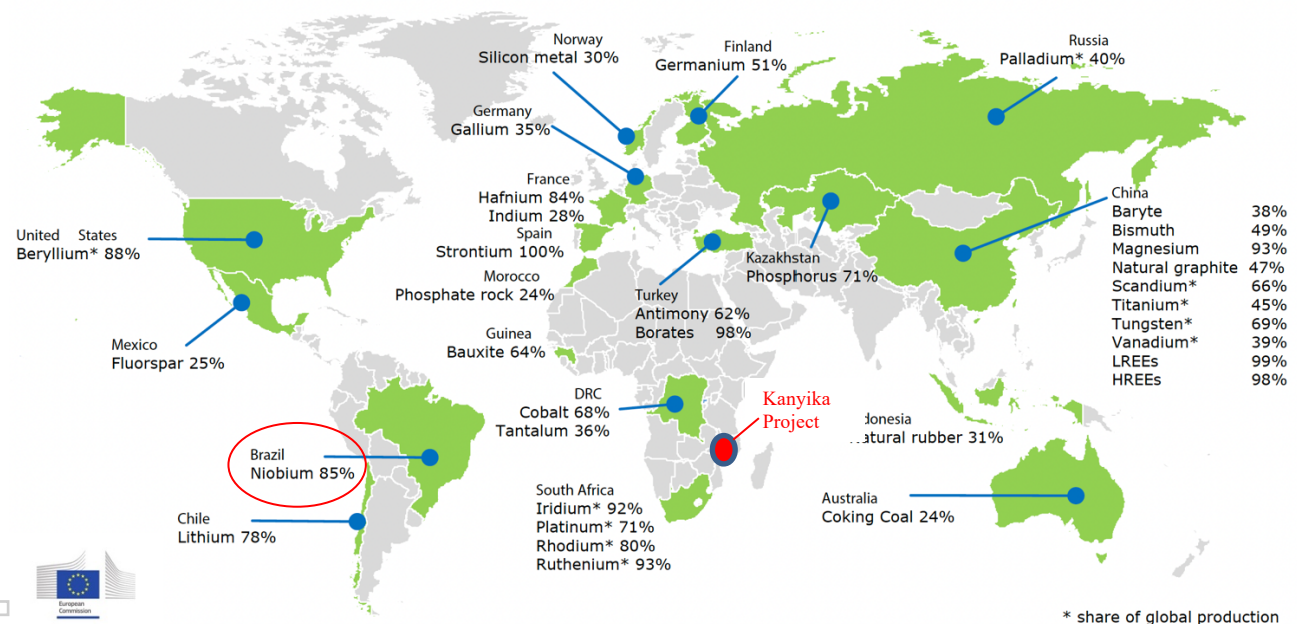 Norway
Silicon metal 30%
Finland
Germanium 51%
Russia
Palladium* 40%
Germany
Gallium 35%
France
Hafnium 84%
Indium 28%
Spain
Strontium 100%
Morocco
Phosphate rock 24%
Guinea
Bauxite 64%
United States
Beryllium* 88%
Mexico
Fluorspar 25%
Kazakhstan
Phosphorus 71%
Turkey
Antimony 62%
Borates 98%
China
Baryte 38%
Bismuth 49%
Magnesium 93%
Natural graphite 47%
Scandium* 66%
Titanium* 45%
Tungsten* 69%
Vanadium* 39%
LREEs 99%
HREEs 98%
DRC
Cobalt 68%
Tantalum 36%
Kanyika
Project
donesia
atural rubber 31%
Brazil
Niobium 85%
Chile
Lithium 78%
South Africa
Iridium* 92%
Platinum* 71%
Rhodium* 80%
Ruthenium* 93%
Australia
Coking Coal 24%
European
Commission
* share of global production